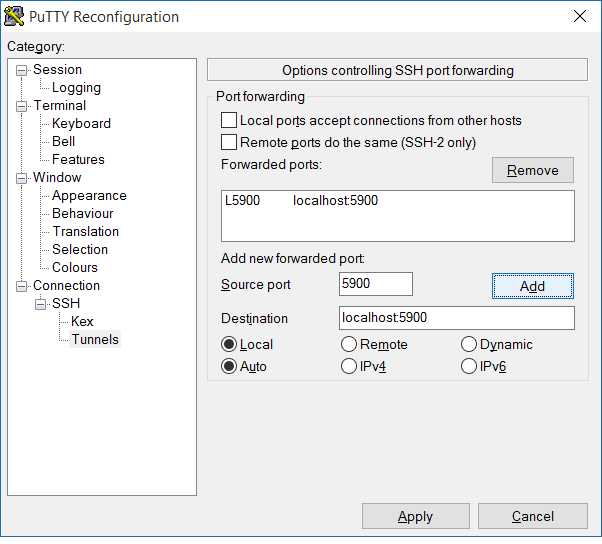 PuTTY Reconfiguration
Category:
Session
Logging
Terminal
Keyboard
Bell
Features
Window
Appearance
Behaviour
Translation
Selection
Colours
Connection
SSH
Kex
Tunnels
Options controlling SSH port forwarding
Port forwarding
Local ports accept connections from other hosts
Remote ports do the same (SSH-2 only)
Forwarded ports:
Remove
L5900 localhost:5900
Add new forwarded port:
Source port 5900 Add
Destination localhost:5900
Local Remote Dynamic
Auto IPv4 IPv6
Apply Cancel